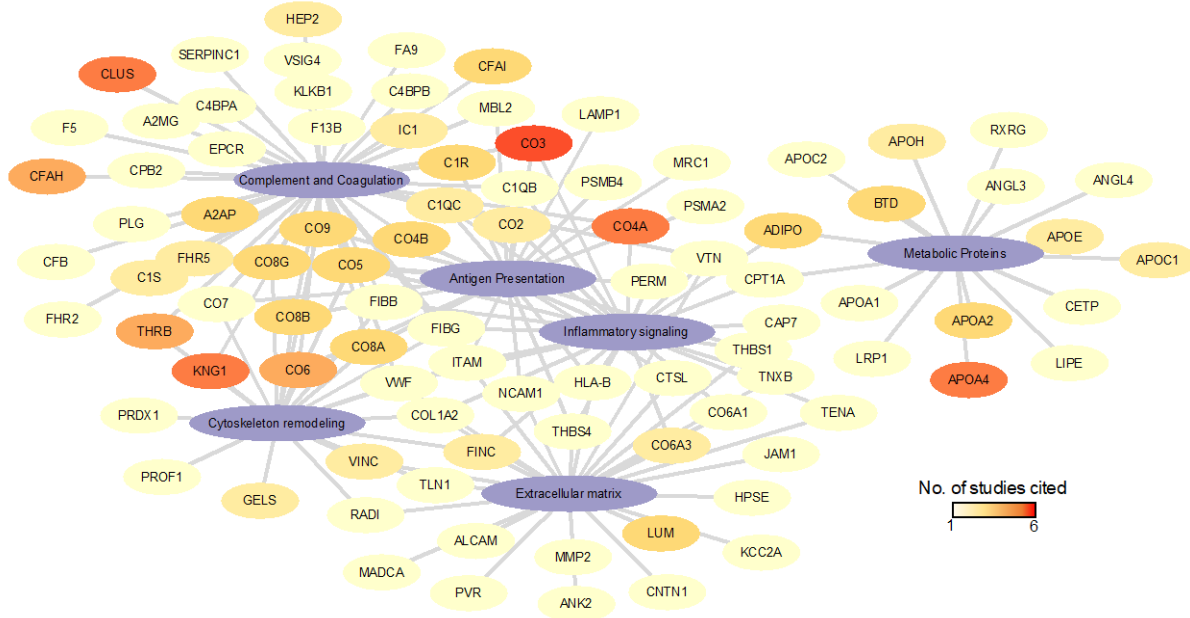 HEP2
SERPINC1
FA9
VSIG4
CFAI
CLUS
KLKB1
C4BPB
MBL2
C4BPA
LAMP1
A2MG
F5
F13B
IC1
RXRG
APOH
EPCR
CO3
C1R
MRC1
APOC2
CPB2
CFAH
Complement and Coagulation
C1QB
PSMB4
ANGL3
ANGL4
C1QC
PSMA2
BTD
A2AP
PLG
CO9
CO2
CO4A
ADIPO
APOE
CO4B
Metabolic Proteins
APOC1
VTN
CFB
FHR5
CO8G
CO5
C1S
Antigen Presentation
PERM
CPT1A
CO7
FIBB
APOA1
CETP
FHR2
CO8B
FIBG
CAP7
APOA2
THRB
Inflammatory signaling
CO8A
THBS1
LRP1
LIPE
ITAM
KNG1
CO6
VWF
NCAM1
HLA-B
CTSL
TNXB
APOA4
PRDX1
COL1A2
CO6A1
TENA
Cytoskeleton remodeling
THBS4
CO6A3
FINC
VINC
JAM1
PROF1
TLN1
No. of studies cited
GELS
Extracellular matrix
HPSE
RADI
1 6
LUM
ALCAM
KCC2A
MMP2
MADCA
PVR
ANK2
CNTN1